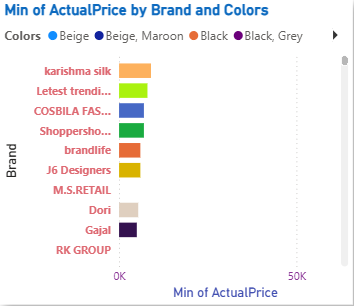 Min of ActualPrice by Brand and Colors
Colors Beige Beige, Maroon Black Black, Grey
karishma silk
Letest trendi...
COSBILA FAS...
Shoppersho...
brandlife
J6 Designers
M.S.RETAIL
Dori
Gajal
RK GROUP
Brand
0K 50K
Min of ActualPrice